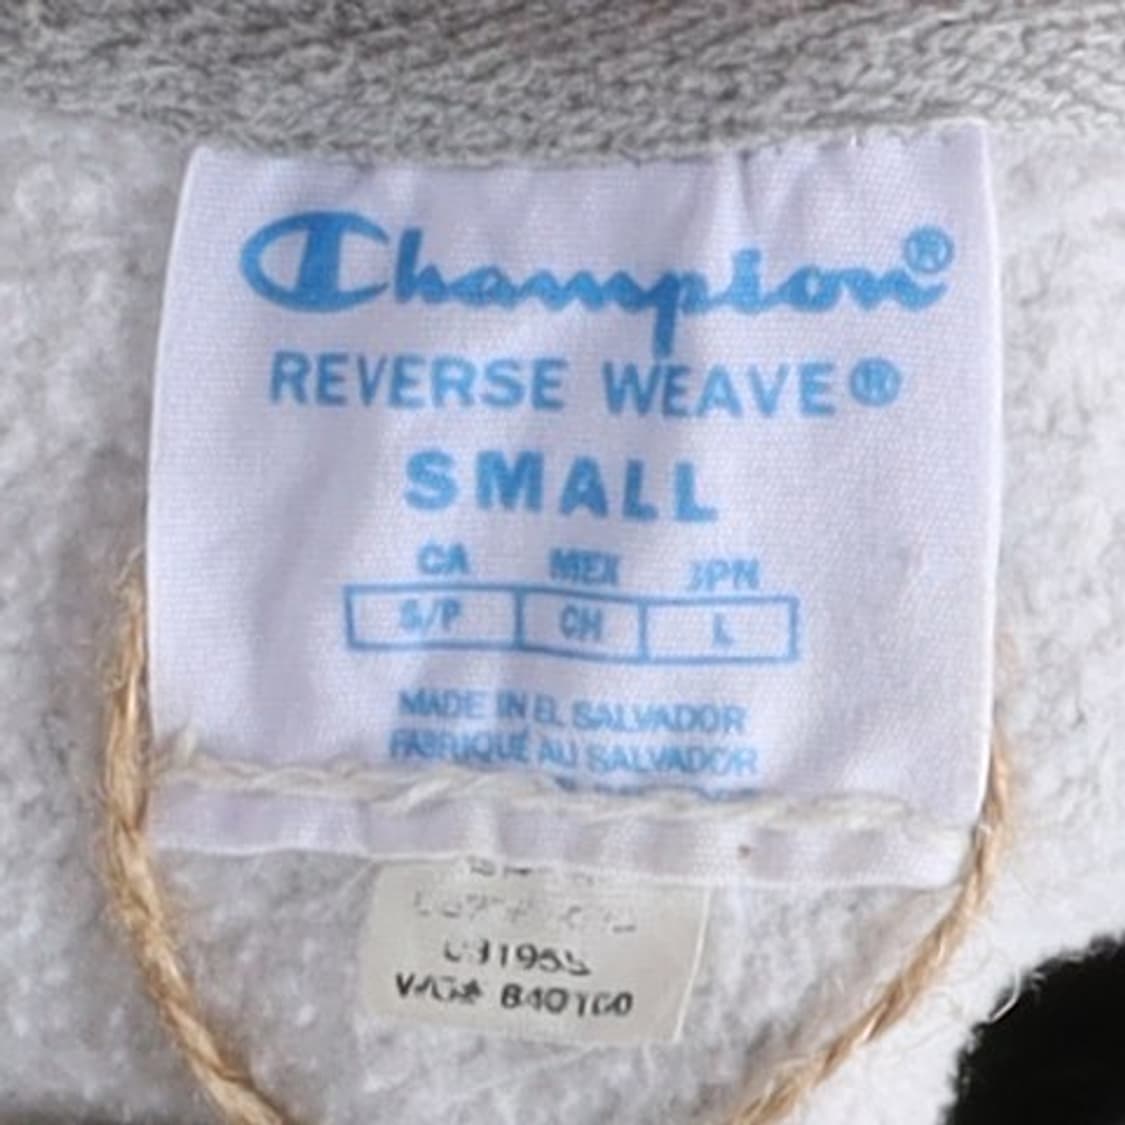 Champion®
REVERSE WEAVE®
SMALL
CA MEX JPN
S/P CH L
MADE IN EL SALVADOR
FABRIQUÉ AU SALVADOR